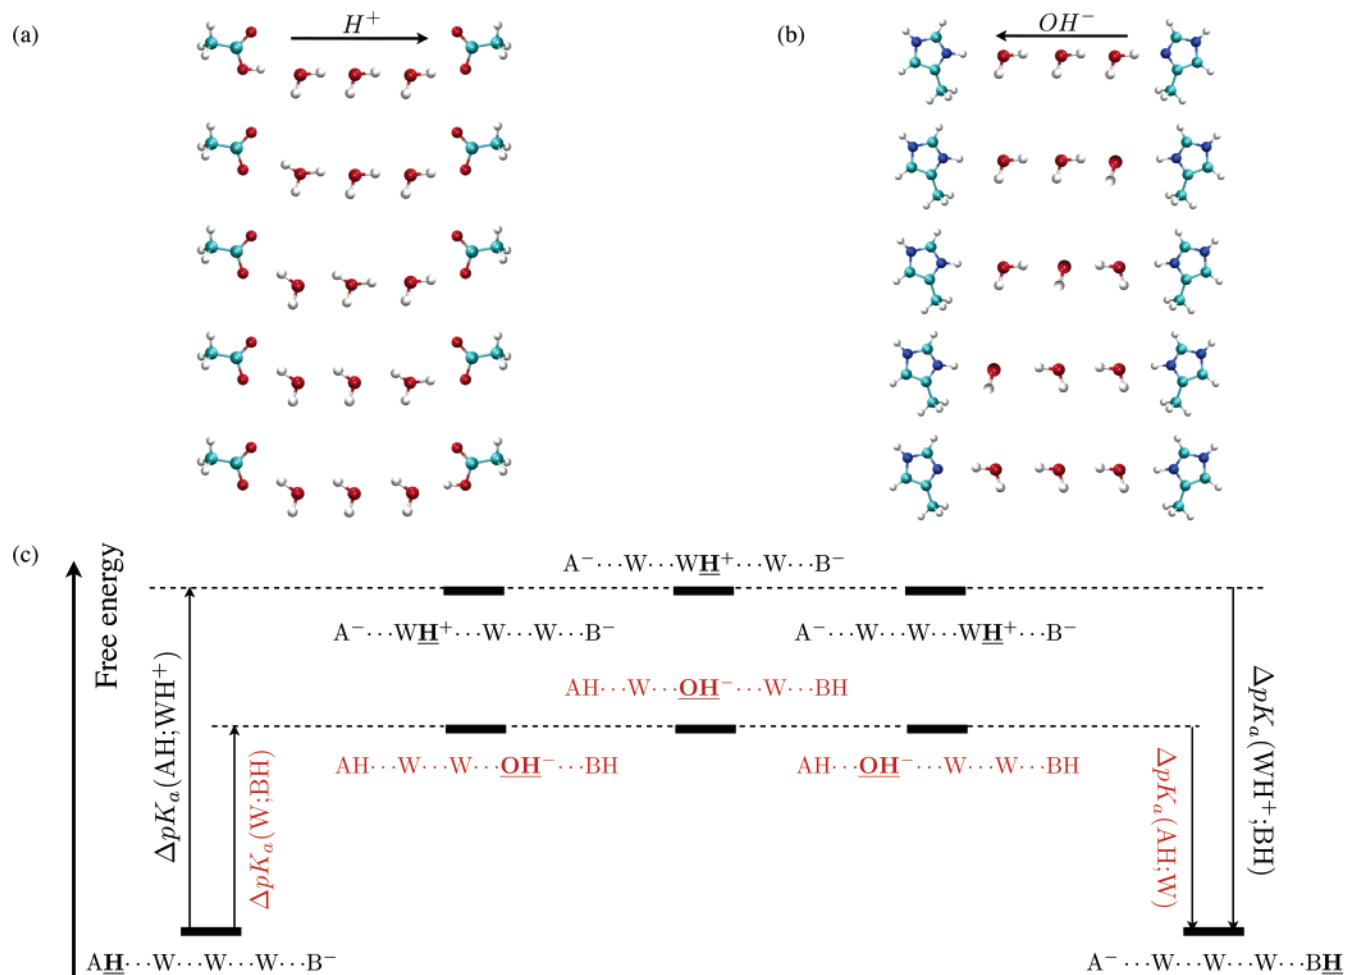 (a)
H⁺
(b)
OH⁻
(c)
Free energy
A⁻···W···WH⁺···W···B⁻
A⁻···WH⁺···W···W···B⁻
A⁻···W···W···WH⁺···B⁻
AH···W···OH⁻···W···BH
AH···W···W···OH⁻···BH
AH···OH⁻···W···W···BH
ΔpKₐ(AH;WH⁺)
ΔpKₐ(W;BH)
ΔpKₐ(AH;W)
ΔpKₐ(WH⁺;BH)
AH···W···W···W···B⁻
A⁻···W···W···W···BH